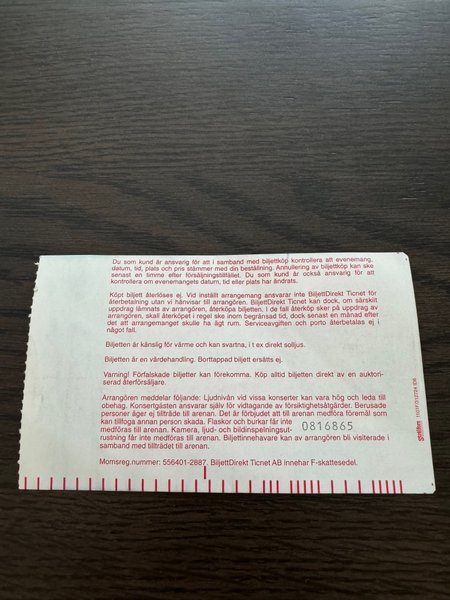 Du som kund är ansvarig för att i samband med biljettköp kontrollera att evenemang,
datum, tid, plats och pris stämmer med din beställning. Annullering av biljettköp kan ske
senast en timme efter försäljningstillfället. Du som kund är också ansvarig för att
kontrollera om evenemangets datum, tid eller plats har ändrats.
Köpt biljett återlöses ej. Vid inställt arrangemang ansvarar inte BiljettDirekt Ticnet för
återbetalning utan vi hänvisar till arrangören. BiljettDirekt Ticnet kan dock, om särskilt
uppdrag lämnats av arrangören, återköpa biljetten. I de fall återköp sker på uppdrag av
arrangören, skall återköpet i regel ske inom begränsad tid, dock senast en månad efter
det att arrangemanget skulle ha ägt rum. Serviceavgiften och porto återbetalas ej i
något fall.
Biljetten är känslig för värme och kan svartna, i t ex direkt solljus.
Biljetten är en värdehandling. Borttappad biljett ersätts ej.
Varning! Förfalskade biljetter kan förekomma. Köp alltid biljetten direkt av en auktori-
serad återförsäljare.
Arrangören meddelar följande: Ljudnivån vid vissa konserter kan vara hög och leda till
obehag. Konsertgästen ansvarar själv för vidtagande av försiktighetsåtgärder. Berusade
personer äger ej tillträde till arenan. Det är förbjudet att till arenan medföra föremål som
kan tillfoga annan person skada. Flaskor och burkar får inte
medföras till arenan. Kamera, ljud- och bildinspelningsut-
rustning får inte medföras till arenan. Biljettinnehavare kan av arrangören bli visiterade i
samband med tillträdet till arenan.
0816865
Momsreg.nummer: 556401-2887. BiljettDirekt Ticnet AB innehar F-skattesedel.